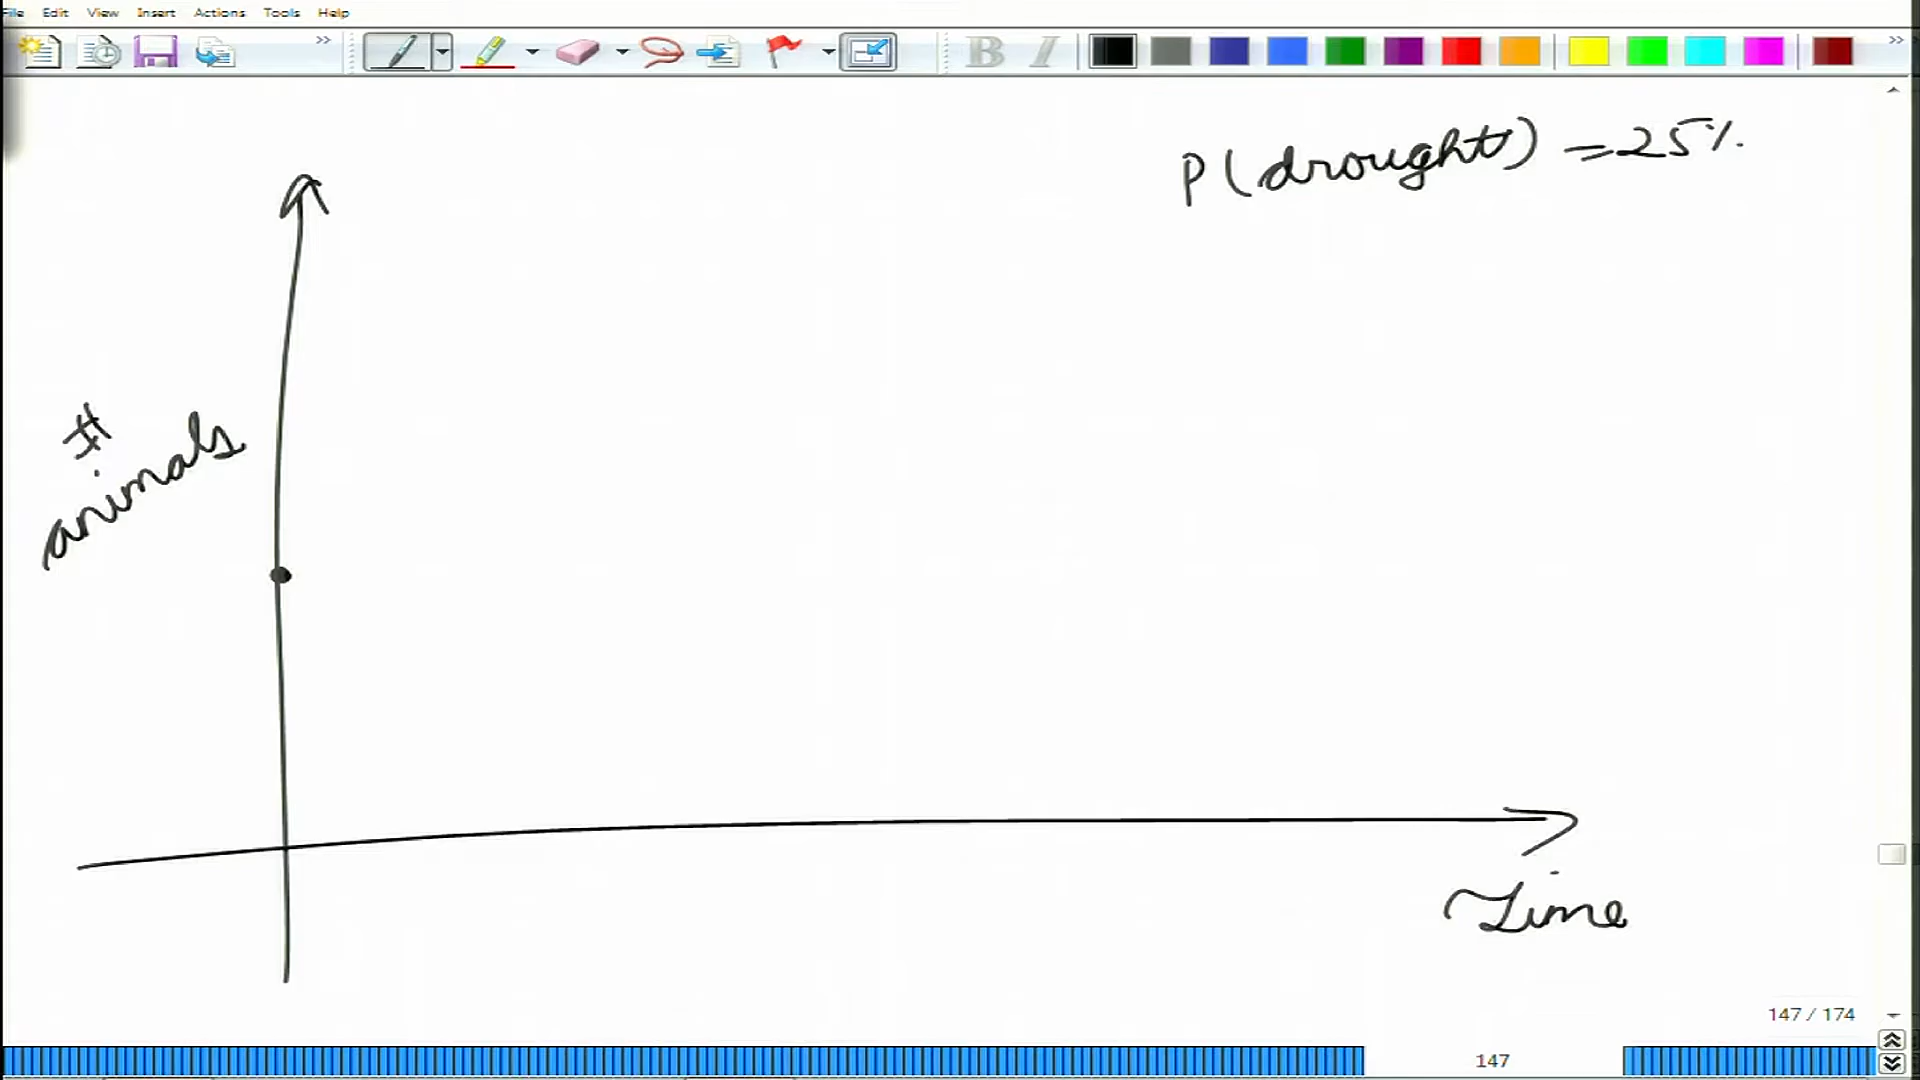 File Edit View Insert Actions Tools Help
B I
P(drought) = 25%
#
animals
Time
147 / 174
147